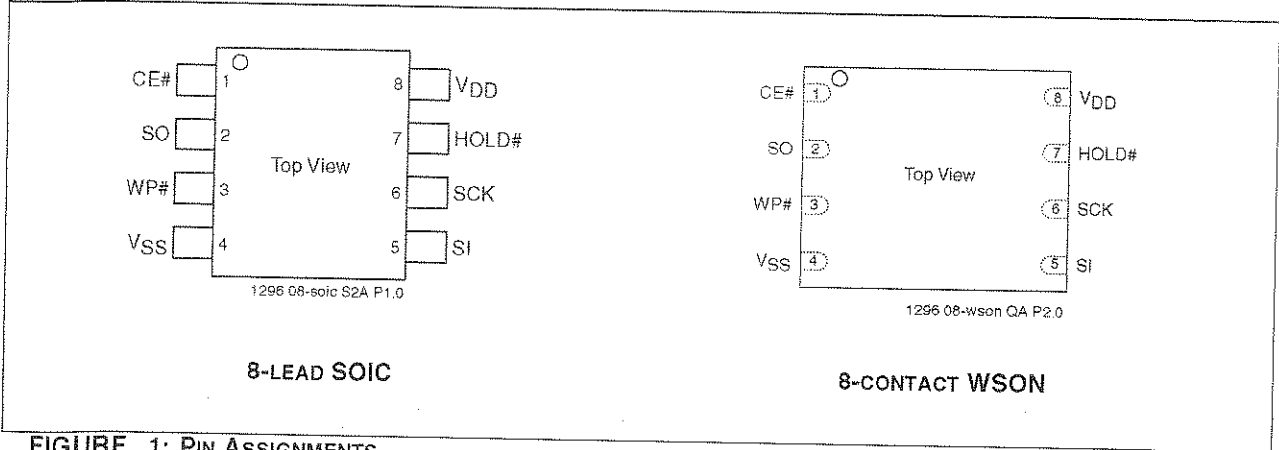 CE# 1 8 VDD
SO 2 7 HOLD#
WP# 3 6 SCK
VSS 4 5 SI
Top View
1296 08-soic S2A P1.0
8-LEAD SOIC
CE# 1 8 VDD
SO 2 7 HOLD#
WP# 3 6 SCK
VSS 4 5 SI
Top View
1296 08-wson QA P2.0
8-CONTACT WSON
FIGURE 1: PIN ASSIGNMENTS